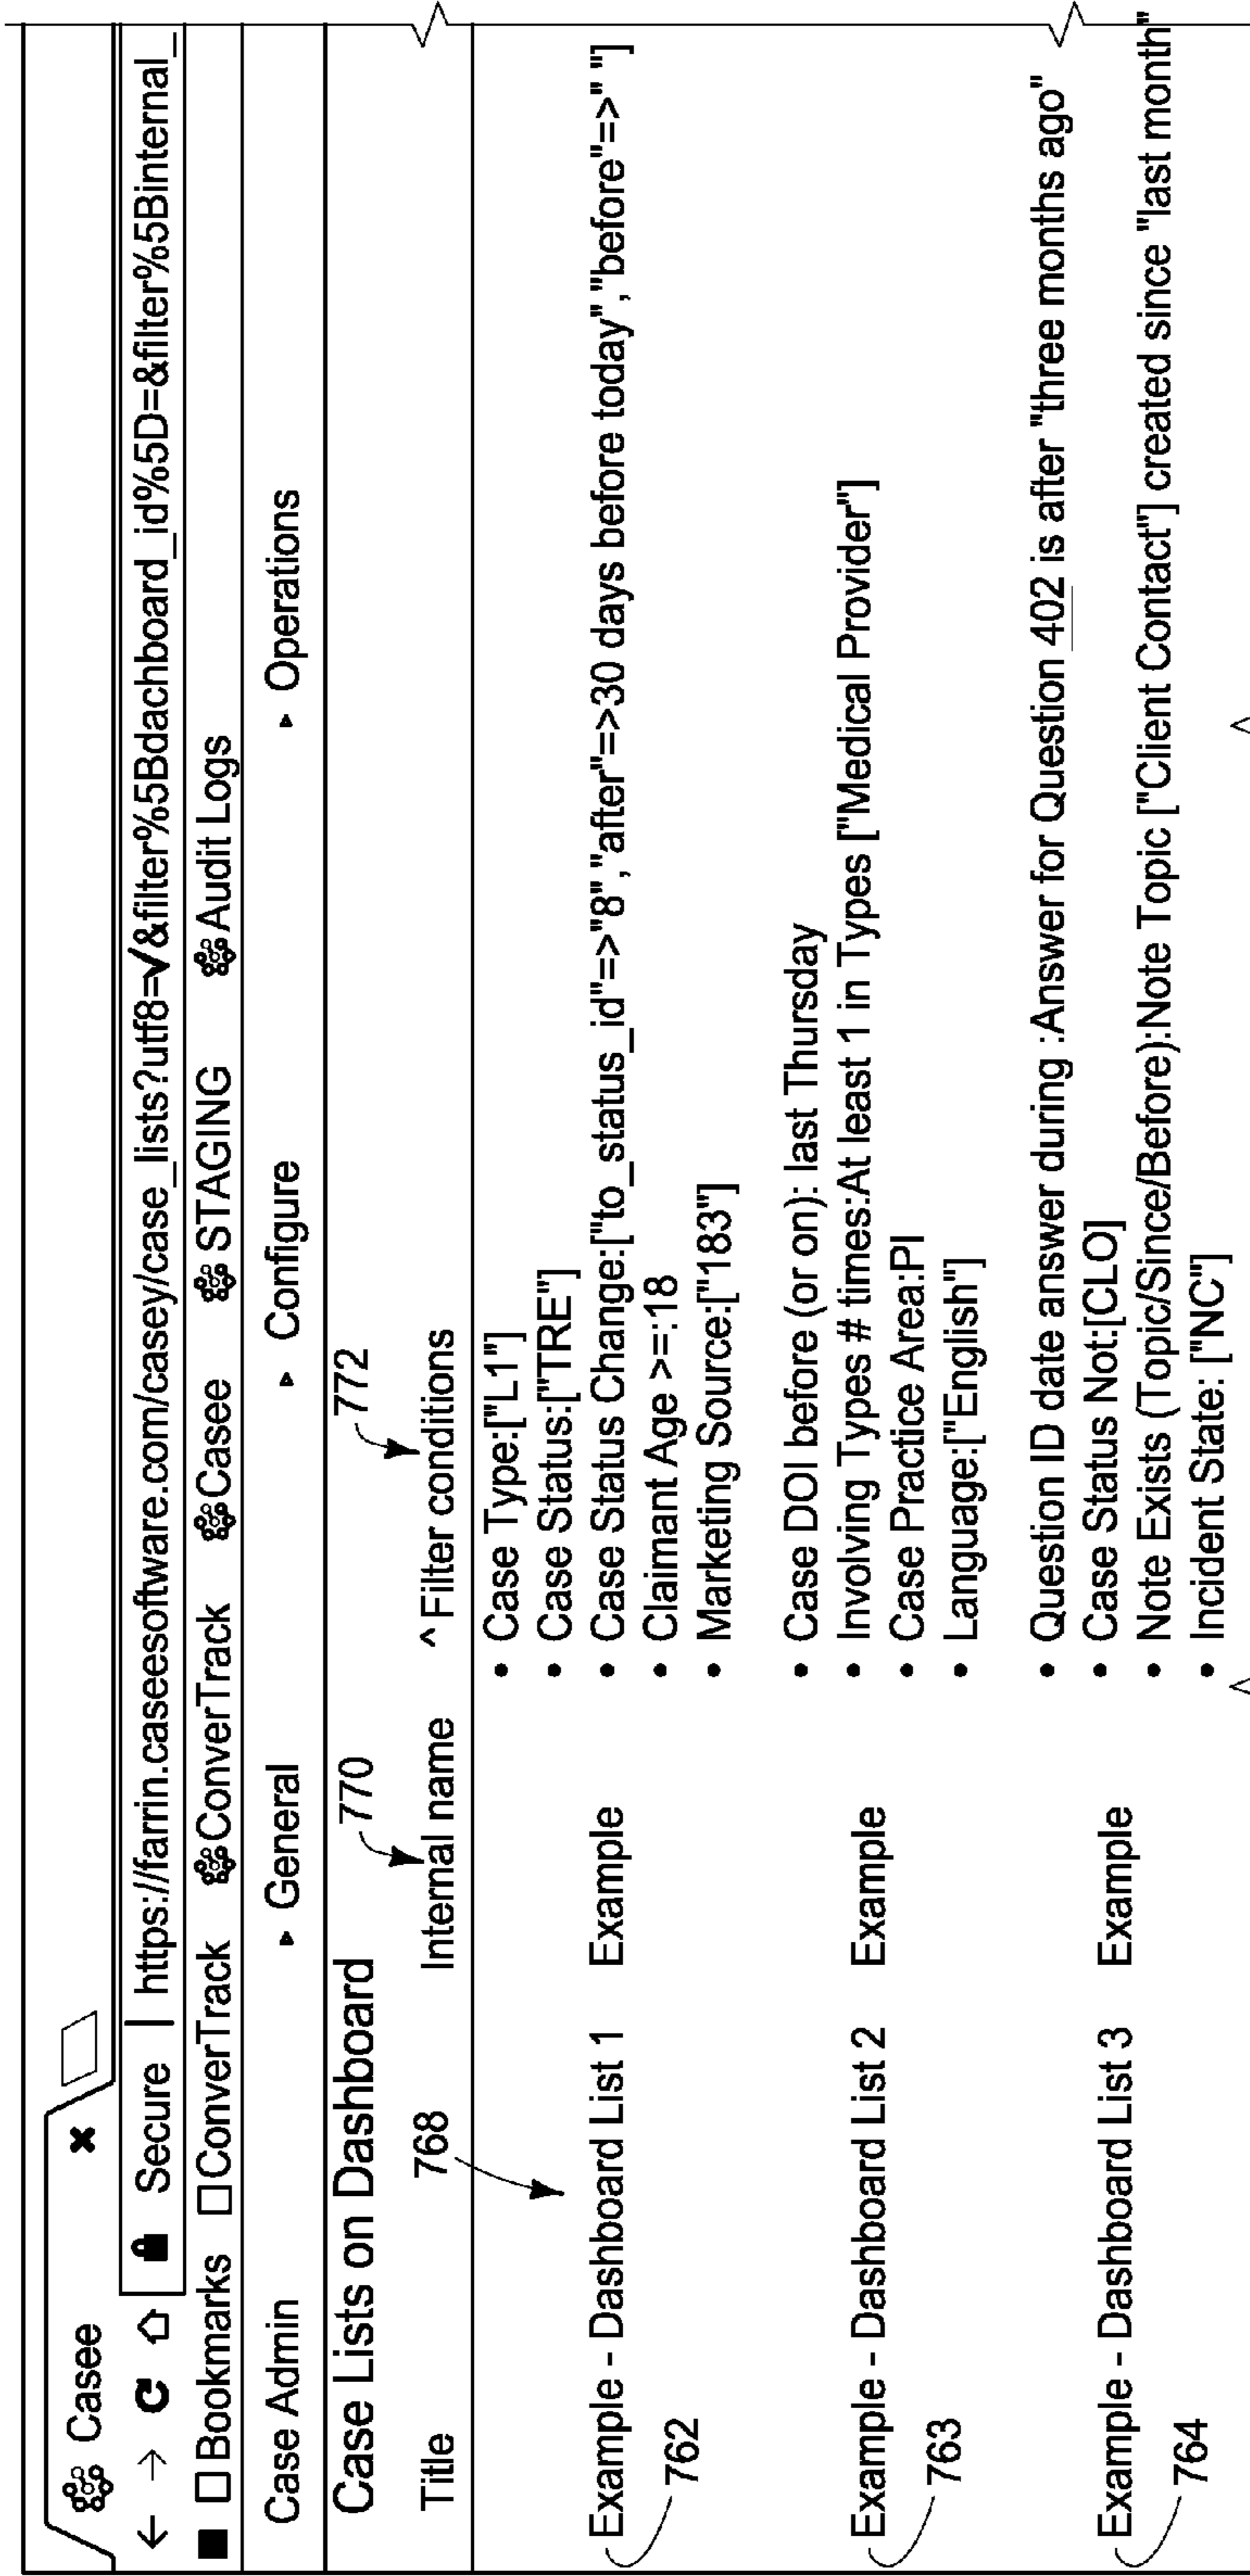 Casee ×
← → Secure | https://farrin.caseesoftware.com/casey/case_lists?utf8=√&filter%5Bdachboard_id%5D=&filter%5Binternal_
Bookmarks ConverTrack ConverTrack Casee STAGING Audit Logs
Case Admin General Configure Operations
Case Lists on Dashboard
768 770 772
Title Internal name ^ Filter conditions
• Case Type:["L1"]
• Case Status:["TRE"]
Example - Dashboard List 1 Example • Case Status Change:["to_status_id"=>"8","after"=>30 days before today","before"=>" "]
• Claimant Age >=:18
762
• Marketing Source:["183"]
• Case DOI before (or on): last Thursday
• Involving Types # times:At least 1 in Types ["Medical Provider"]
Example - Dashboard List 2 Example
• Case Practice Area:PI
763
• Language:["English"]
• Question ID date answer during :Answer for Question 402 is after "three months ago"
• Case Status Not:[CLO]
Example - Dashboard List 3 Example
• Note Exists (Topic/Since/Before):Note Topic ["Client Contact"] created since "last month"
764
• Incident State: ["NC"]